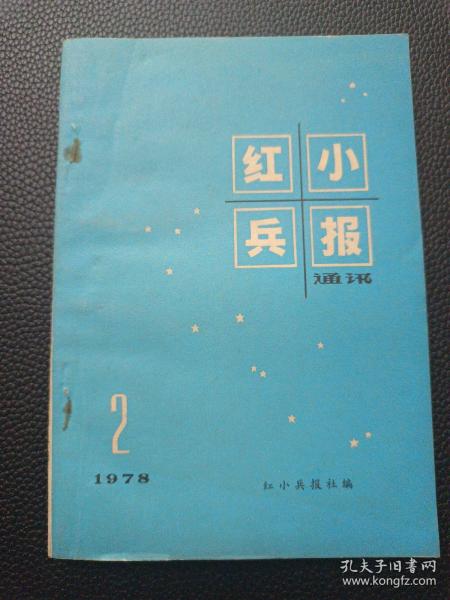 红小
兵报
通讯
2
1978
红小兵报社编
孔夫子旧书网
www.kongfz.com